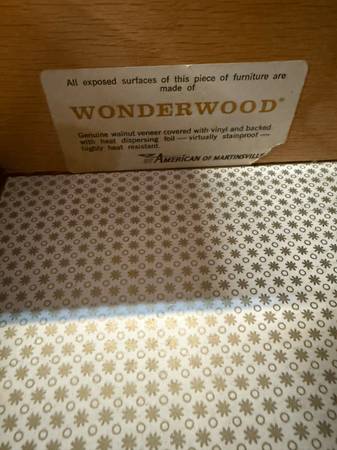 All exposed surfaces of this piece of furniture are
made of
WONDERWOOD®
Genuine walnut veneer covered with vinyl and backed
with heat dispersing foil — virtually stainproof —
highly heat resistant.
AMERICAN OF MARTINSVILLE